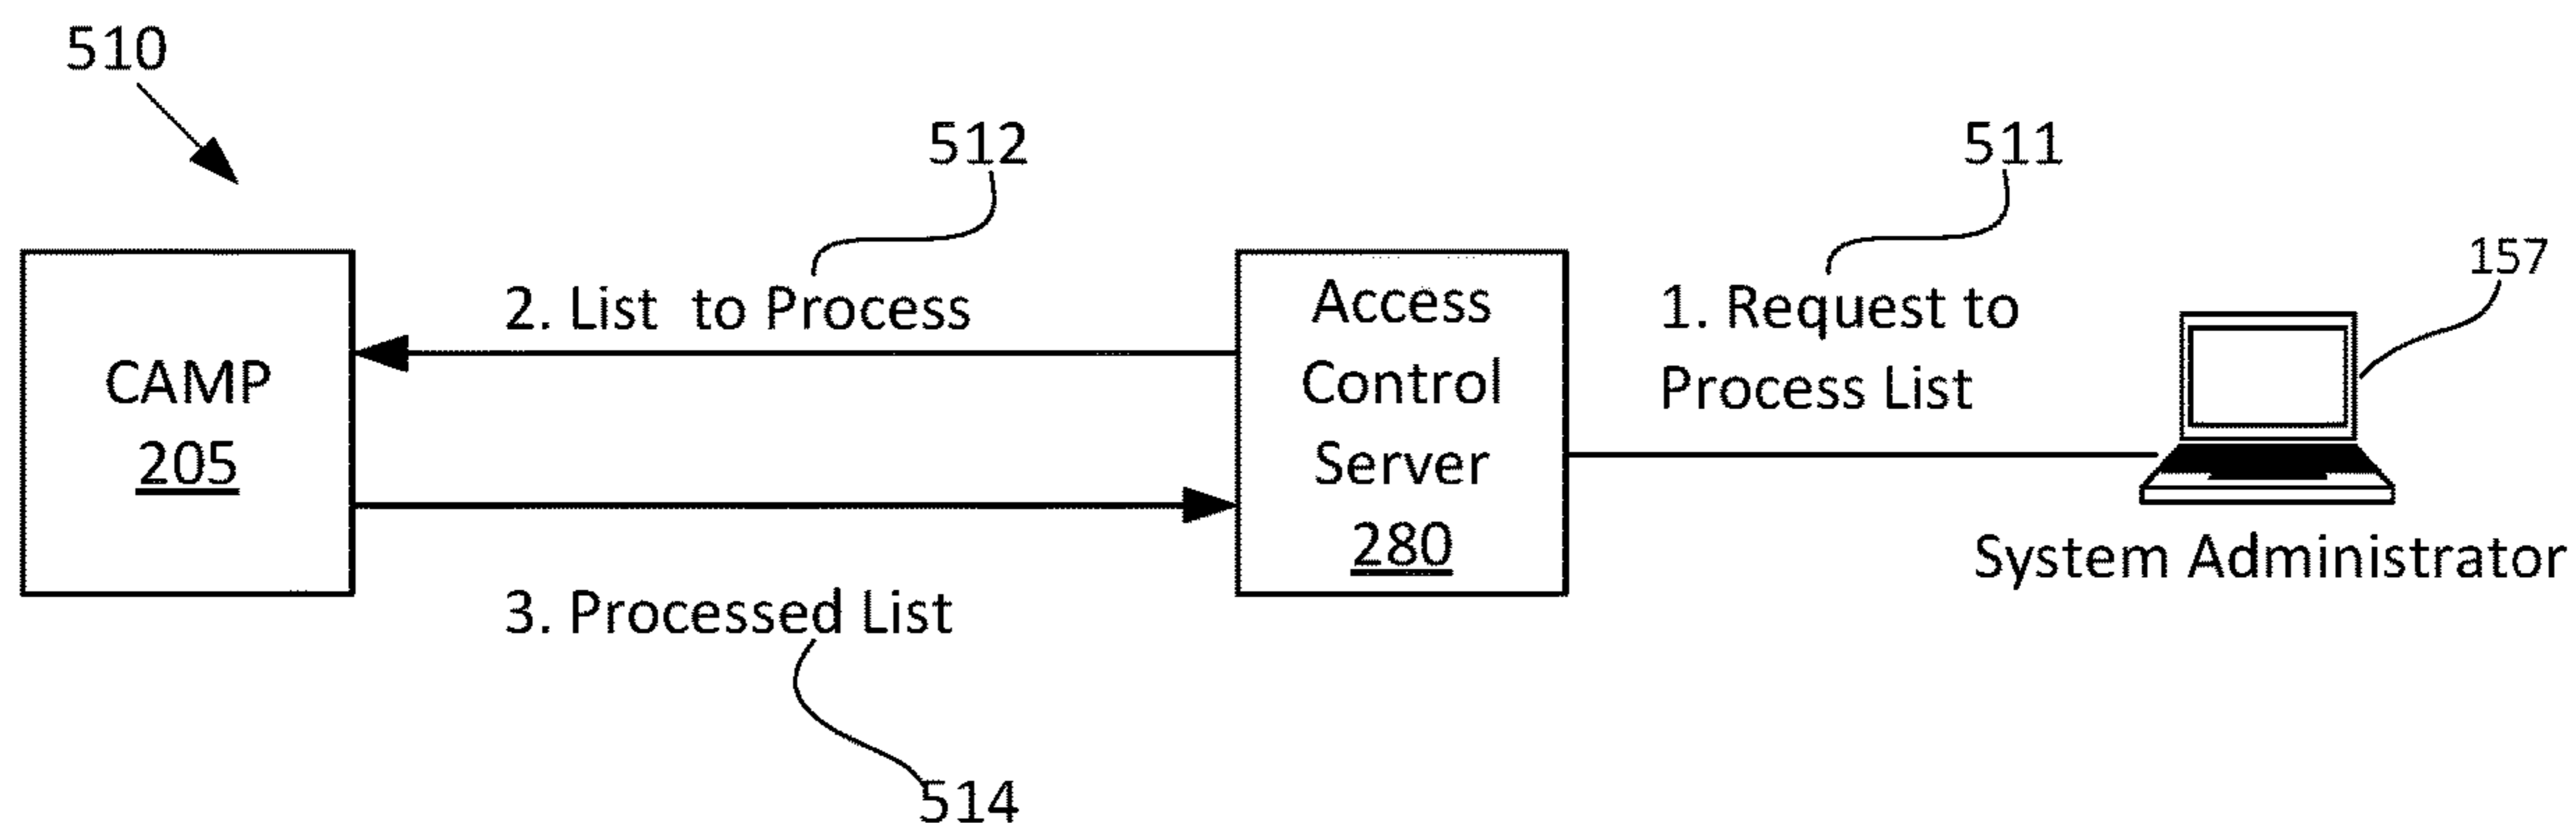 510
512
511
157
2. List to Process
Access
Control
Server
280
1. Request to
Process List
CAMP
205
System Administrator
3. Processed List
514